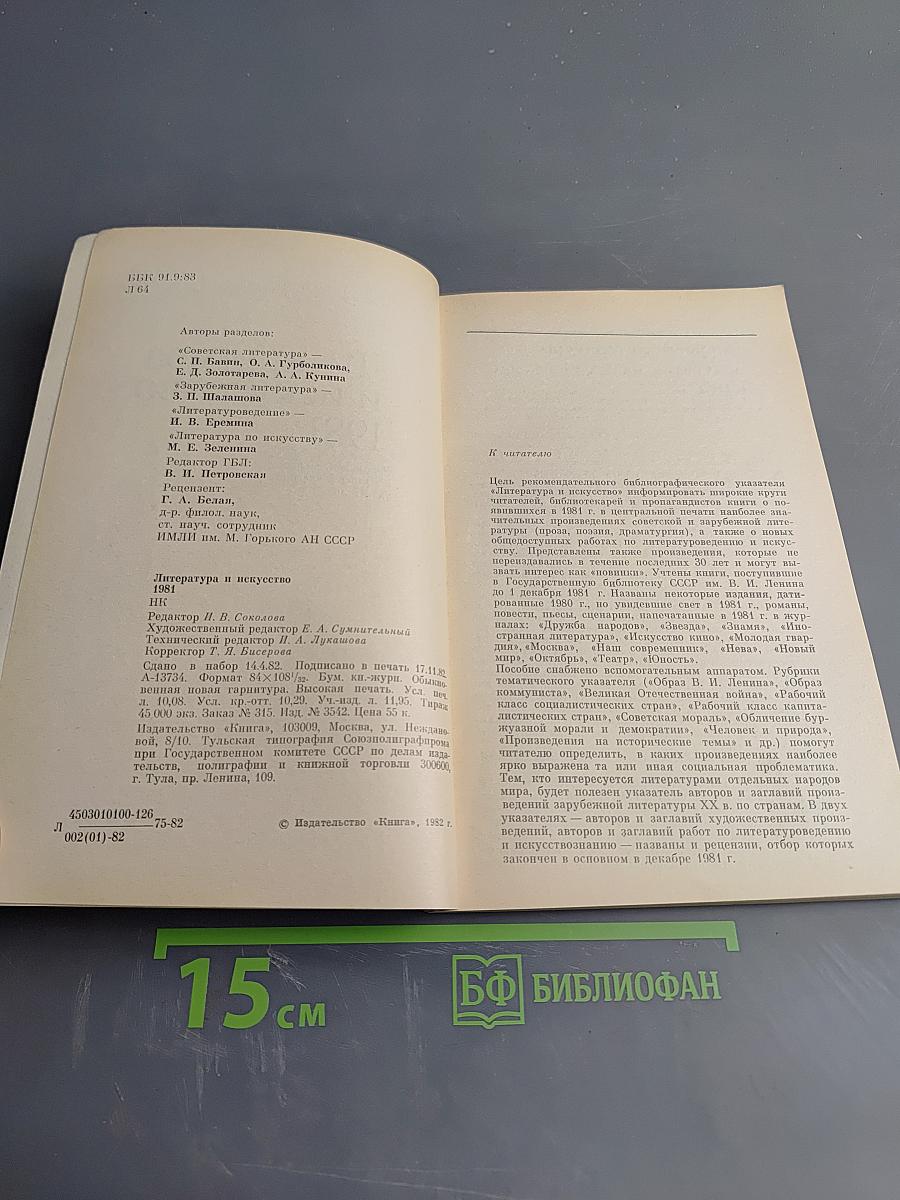 ББК 91.9:83
Л 64
Авторы разделов:
«Советская литература» —
С. П. Бавин, О. А. Гурболикова,
Е. Д. Золотарева, А. А. Кунина
«Зарубежная литература» —
З. П. Шалашова
«Литературоведение» —
И. В. Еремина
«Литература по искусству» —
М. Е. Зеленина
Редактор ГБЛ:
В. И. Петровская
Рецензент:
Г. А. Белая,
д-р. филол. наук,
ст. науч. сотрудник
ИМЛИ им. М. Горького АН СССР
Литература и искусство
1981
НК
Редактор И. В. Соколова
Художественный редактор Е. А. Сумнительный
Технический редактор И. А. Лукашова
Корректор Т. Я. Бисерова
Сдано в набор 14.4.82. Подписано в печать 17.11.82.
А-13734. Формат 84×108¹/₃₂. Бум. кн.-журн. Обыкно-
венная новая гарнитура. Высокая печать. Усл. печ.
л. 10,08. Усл. кр.-отт. 10,29. Уч.-изд. л. 11,95. Тираж
45 000 экз. Заказ № 315. Изд. № 3542. Цена 55 к.
Издательство «Книга», 103009, Москва, ул. Неждано-
вой, 8/10. Тульская типография Союзполиграфпрома
при Государственном комитете СССР по делам изда-
тельств, полиграфии и книжной торговли 300600,
г. Тула, пр. Ленина, 109.
4503010100-126
Л 75-82
002(01)-82
© Издательство «Книга», 1982 г.
К читателю
Цель рекомендательного библиографического указателя
«Литература и искусство» информировать широкие круги
читателей, библиотекарей и пропагандистов книги о по-
явившихся в 1981 г. в центральной печати наиболее зна-
чительных произведениях советской и зарубежной лите-
ратуры (проза, поэзия, драматургия), а также о новых
общедоступных работах по литературоведению и искус-
ству. Представлены также произведения, которые не
переиздавались в течение последних 30 лет и могут вы-
звать интерес как «новинки». Учтены книги, поступившие
в Государственную библиотеку СССР им. В. И. Ленина
до 1 декабря 1981 г. Названы некоторые издания, дати-
рованные 1980 г., но увидевшие свет в 1981 г., романы,
повести, пьесы, сценарии, напечатанные в 1981 г. в жур-
налах: «Дружба народов», «Звезда», «Знамя», «Ино-
странная литература», «Искусство кино», «Молодая гвар-
дия», «Москва», «Наш современник», «Нева», «Новый
мир», «Октябрь», «Театр», «Юность».
Пособие снабжено вспомогательным аппаратом. Рубрики
тематического указателя («Образ В. И. Ленина», «Образ
коммуниста», «Великая Отечественная война», «Рабочий
класс социалистических стран», «Рабочий класс капита-
листических стран», «Советская мораль», «Обличение бур-
жуазной морали и демократии», «Человек и природа»,
«Произведения на исторические темы» и др.) помогут
читателю определить, в каких произведениях наиболее
ярко выражена та или иная социальная проблематика.
Тем, кто интересуется литературами отдельных народов
мира, будет полезен указатель авторов и заглавий произ-
ведений зарубежной литературы XX в. по странам. В двух
указателях — авторов и заглавий художественных произ-
ведений, авторов и заглавий работ по литературоведению
и искусствознанию — названы и рецензии, отбор которых
закончен в основном в декабре 1981 г.
15 см
БФ БИБЛИОФАН